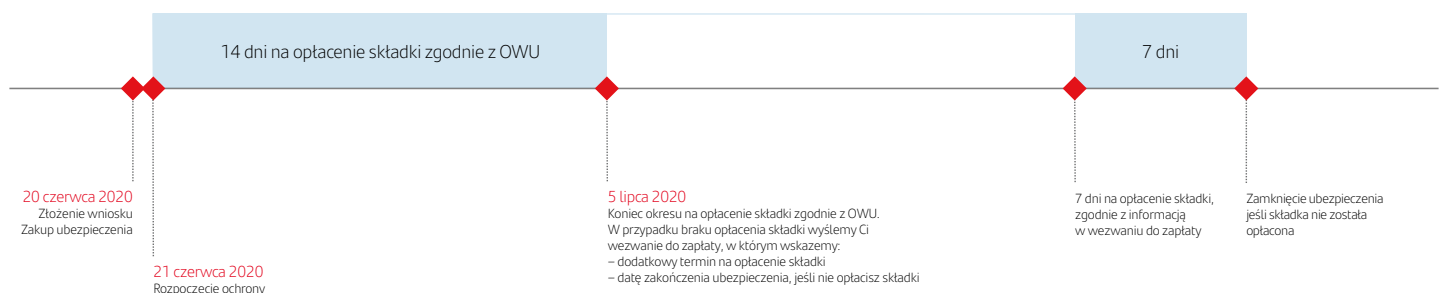 14 dni na opłacenie składki zgodnie z OWU
7 dni
20 czerwca 2020
Złożenie wniosku
Zakup ubezpieczenia
21 czerwca 2020
Rozpoczęcie ochrony
5 lipca 2020
Koniec okresu na opłacenie składki zgodnie z OWU.
W przypadku braku opłacenia składki wyślemy Ci
wezwanie do zapłaty, w którym wskazemy:
– dodatkowy termin na opłacenie składki
– datę zakończenia ubezpieczenia, jeśli nie opłacisz składki
7 dni na opłacenie składki,
zgodnie z informacją
w wezwaniu do zapłaty
Zamknięcie ubezpieczenia
jeśli składka nie została
opłacona